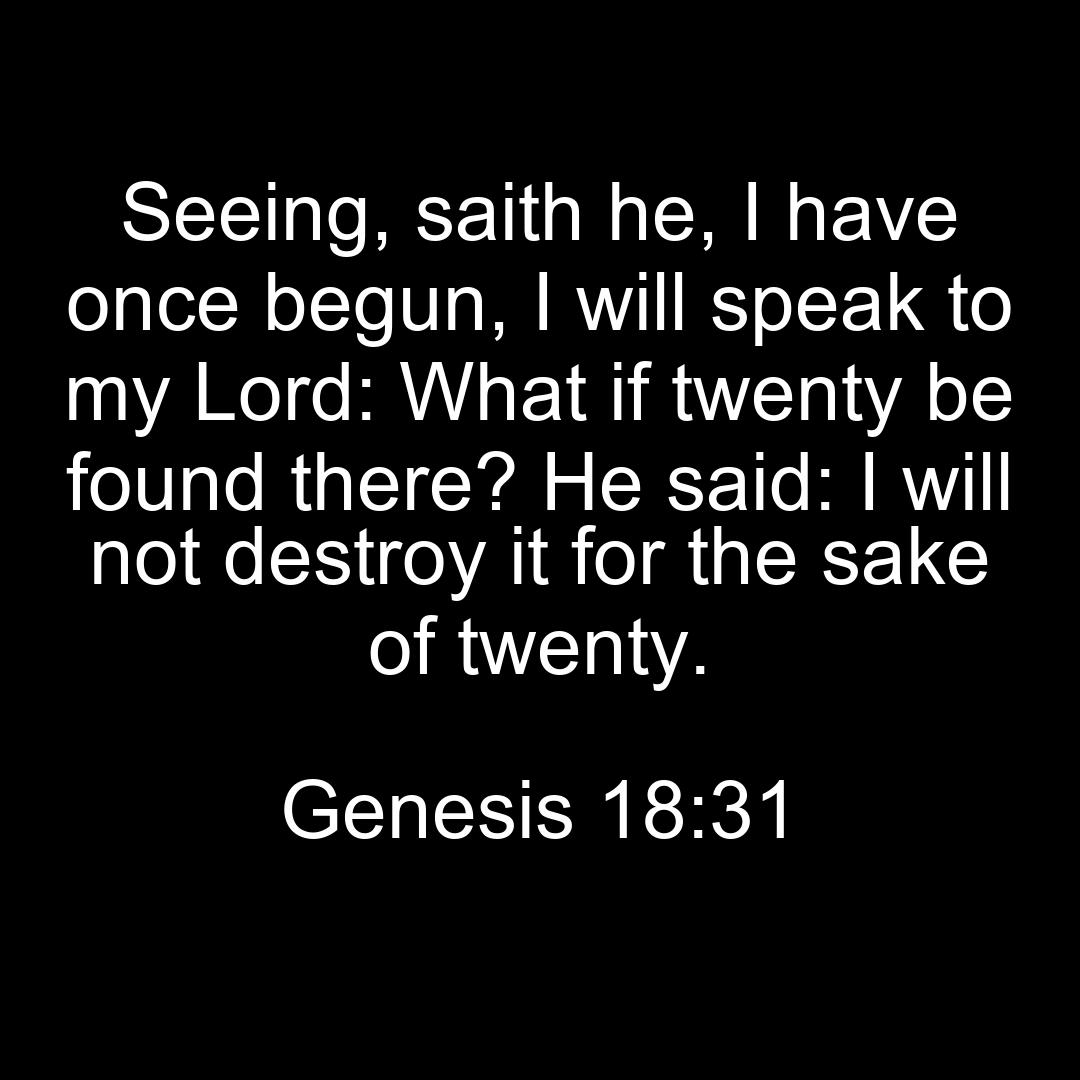 Seeing, saith he, I have
once begun, I will speak to
my Lord: What if twenty be
found there? He said: I will
not destroy it for the sake
of twenty.
Genesis 18:31